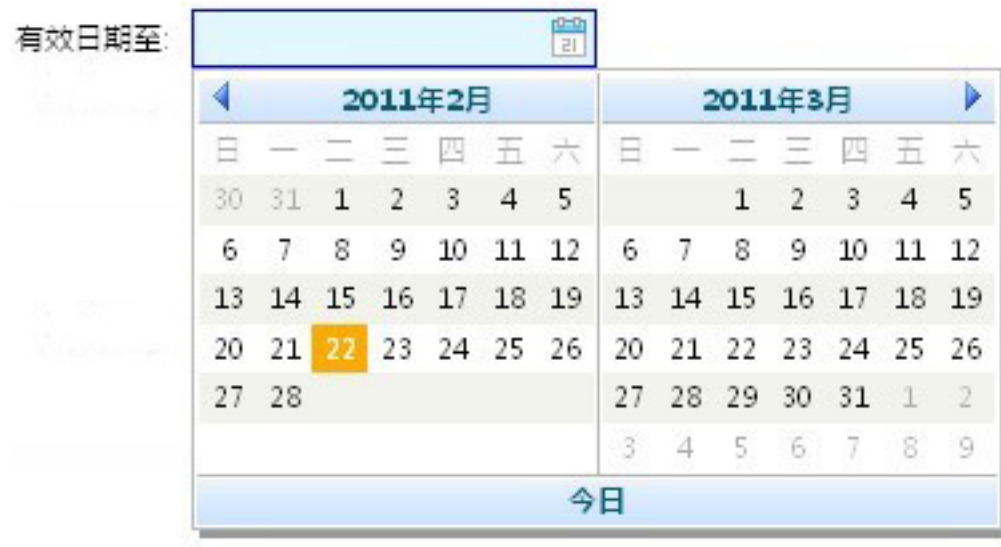 有效日期至:
21
2011年2月 2011年3月
日 一 二 三 四 五 六 日 一 二 三 四 五 六
30 31 1 2 3 4 5 1 2 3 4 5
6 7 8 9 10 11 12 6 7 8 9 10 11 12
13 14 15 16 17 18 19 13 14 15 16 17 18 19
20 21 22 23 24 25 26 20 21 22 23 24 25 26
27 28 27 28 29 30 31 1 2
3 4 5 6 7 8 9
今日